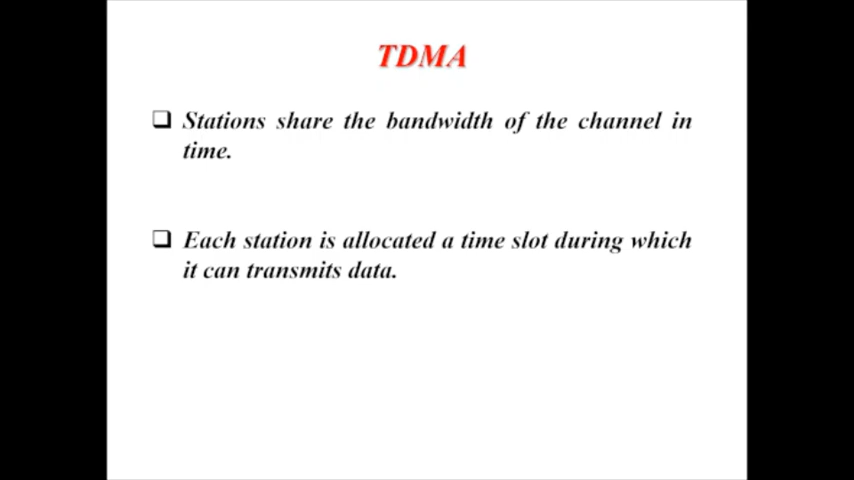 TDMA
❑ Stations share the bandwidth of the channel in
time.
❑ Each station is allocated a time slot during which
it can transmits data.